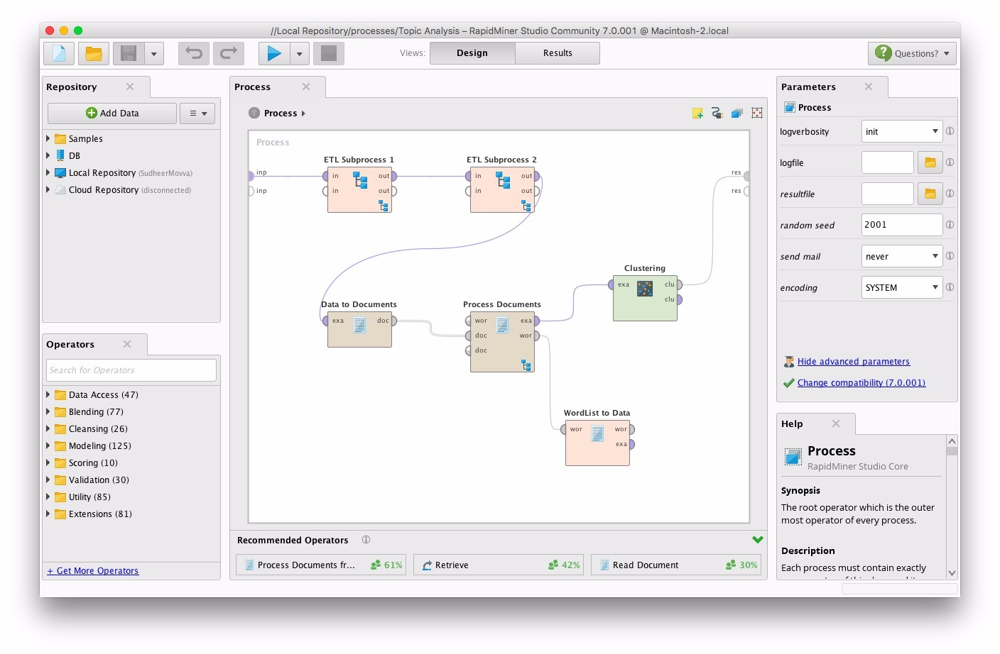 //Local Repository/processes/Topic Analysis – RapidMiner Studio Community 7.0.001 @ Macintosh-2.local
Views: Design Results
Questions?
Repository
Add Data
Samples
DB
Local Repository (SudheerMovva)
Cloud Repository (disconnected)
Operators
Search for Operators
Data Access (47)
Blending (77)
Cleansing (26)
Modeling (125)
Scoring (10)
Validation (30)
Utility (85)
Extensions (81)
+ Get More Operators
Process
Process
Process
inp
inp
ETL Subprocess 1
in out
in out
ETL Subprocess 2
in out
in out
res
res
Clustering
exa clu
clu
Data to Documents
exa doc
Process Documents
wor exa
doc wor
doc
WordList to Data
wor wor
exa
Recommended Operators
Process Documents fr... 61%
Retrieve 42%
Read Document 30%
Parameters
Process
logverbosity init
logfile
resultfile
random seed 2001
send mail never
encoding SYSTEM
Hide advanced parameters
Change compatibility (7.0.001)
Help
Process
RapidMiner Studio Core
Synopsis
The root operator which is the outer
most operator of every process.
Description
Each process must contain exactly